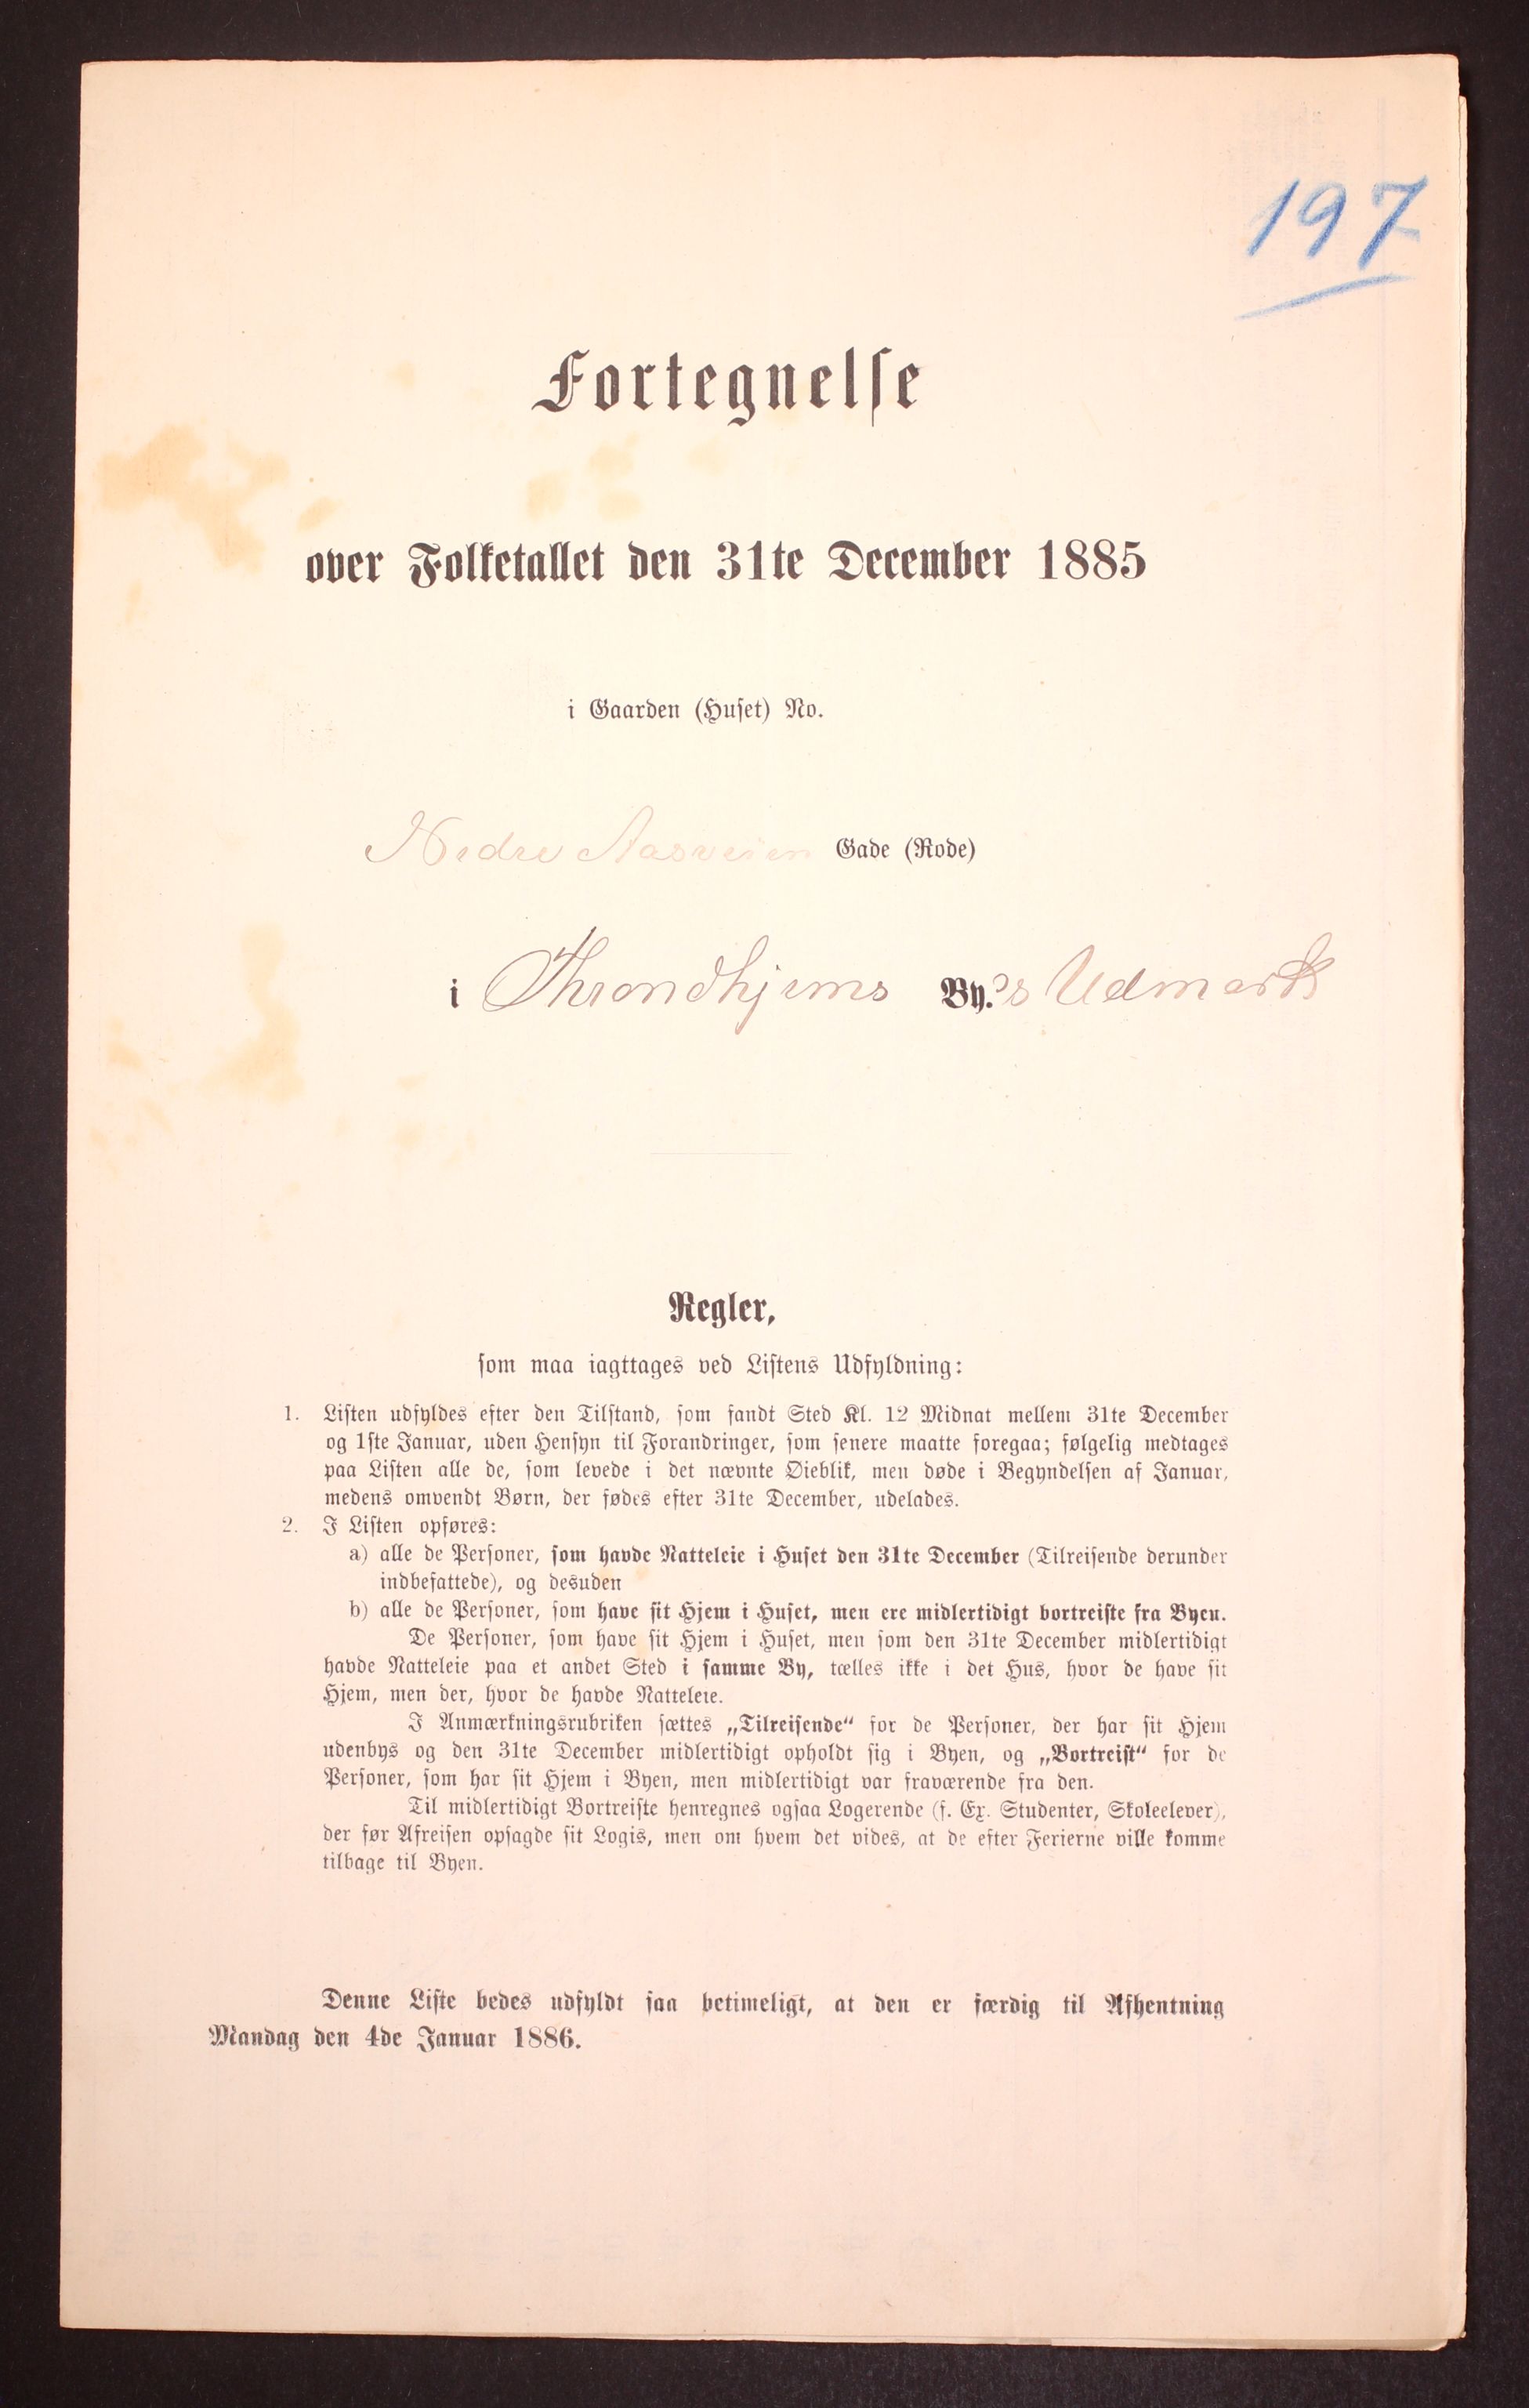 197
Fortegnelse
over Folketallet den 31te December 1885
i Gaarden (Huset) No.
Nedre Aasveien Gade (Rode)
i Throndhjems By.'s Udmark
Regler,
som maa iagttages ved Listens Udfyldning:
1. Listen udfyldes efter den Tilstand, som fandt Sted Kl. 12 Midnat mellem 31te December
og 1ste Januar, uden Hensyn til Forandringer, som senere maatte foregaa; følgelig medtages
paa Listen alle de, som levede i det nævnte Øieblik, men døde i Begyndelsen af Januar,
medens omvendt Børn, der fødes efter 31te December, udelades.
2. I Listen opføres:
a) alle de Personer, som havde Natteleie i Huset den 31te December (Tilreisende derunder
indbefattede), og desuden
b) alle de Personer, som have sit Hjem i Huset, men ere midlertidigt bortreiste fra Byen.
De Personer, som have sit Hjem i Huset, men som den 31te December midlertidigt
havde Natteleie paa et andet Sted i samme By, tælles ikke i det Hus, hvor de have sit
Hjem, men der, hvor de havde Natteleie.
I Anmærkningsrubriken sættes „Tilreisende“ for de Personer, der har sit Hjem
udenbys og den 31te December midlertidigt opholdt sig i Byen, og „Bortreist“ for de
Personer, som har sit Hjem i Byen, men midlertidigt var fraværende fra den.
Til midlertidigt Bortreiste henregnes ogsaa Logerende (f. Ex. Studenter, Skoleelever),
der før Afreisen opsagde sit Logis, men om hvem det vides, at de efter Ferierne ville komme
tilbage til Byen.
Denne Liste bedes udfyldt saa betimeligt, at den er færdig til Afhentning
Mandag den 4de Januar 1886.